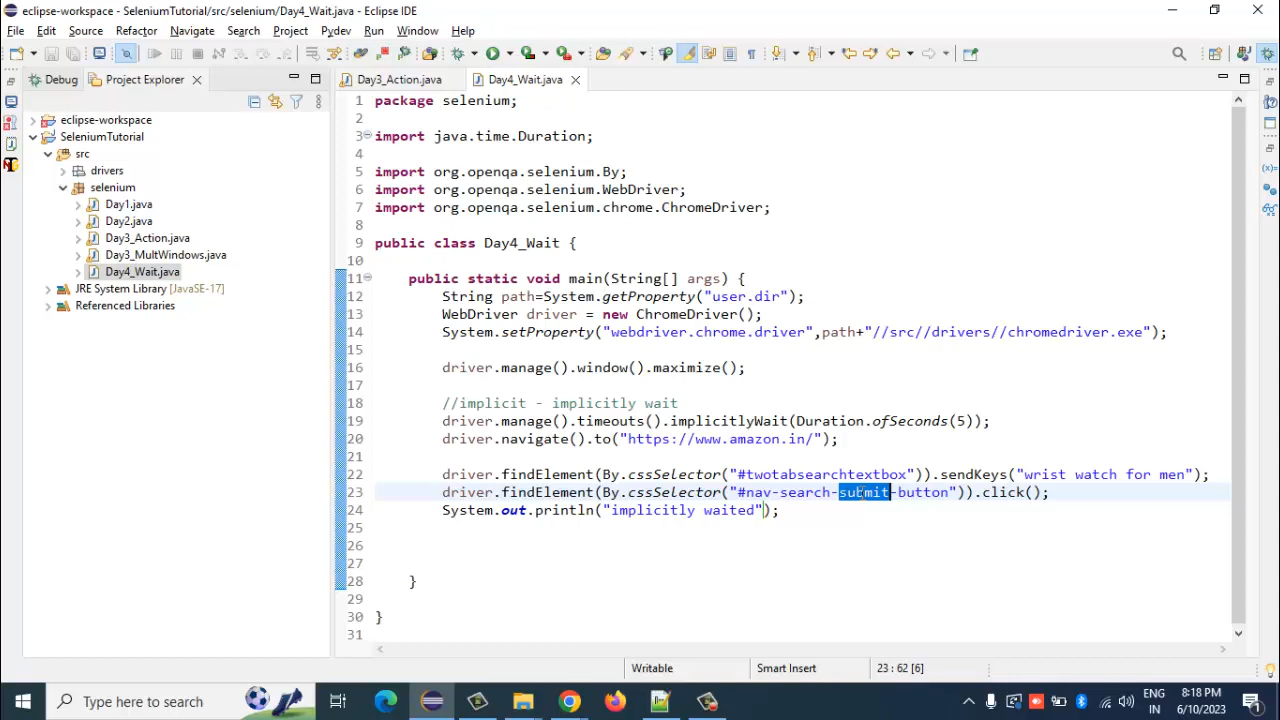 eclipse-workspace - SeleniumTutorial/src/selenium/Day4_Wait.java - Eclipse IDE
File Edit Source Refactor Navigate Search Project Pydev Run Window Help
Debug Project Explorer
Day3_Action.java Day4_Wait.java
eclipse-workspace
SeleniumTutorial
src
drivers
selenium
Day1.java
Day2.java
Day3_Action.java
Day3_MultWindows.java
Day4_Wait.java
JRE System Library [JavaSE-17]
Referenced Libraries
1 package selenium;
2
3 import java.time.Duration;
4
5 import org.openqa.selenium.By;
6 import org.openqa.selenium.WebDriver;
7 import org.openqa.selenium.chrome.ChromeDriver;
8
9 public class Day4_Wait {
10
11 public static void main(String[] args) {
12 String path=System.getProperty("user.dir");
13 WebDriver driver = new ChromeDriver();
14 System.setProperty("webdriver.chrome.driver",path+"//src//drivers//chromedriver.exe");
15
16 driver.manage().window().maximize();
17
18 //implicit - implicitly wait
19 driver.manage().timeouts().implicitlyWait(Duration.ofSeconds(5));
20 driver.navigate().to("https://www.amazon.in/");
21
22 driver.findElement(By.cssSelector("#twotabsearchtextbox")).sendKeys("wrist watch for men");
23 driver.findElement(By.cssSelector("#nav-search-submit-button")).click();
24 System.out.println("implicitly waited");
25
26
27
28 }
29
30 }
31
Writable Smart Insert 23 : 62 [6]
Type here to search
ENG
IN
8:18 PM
6/10/2023